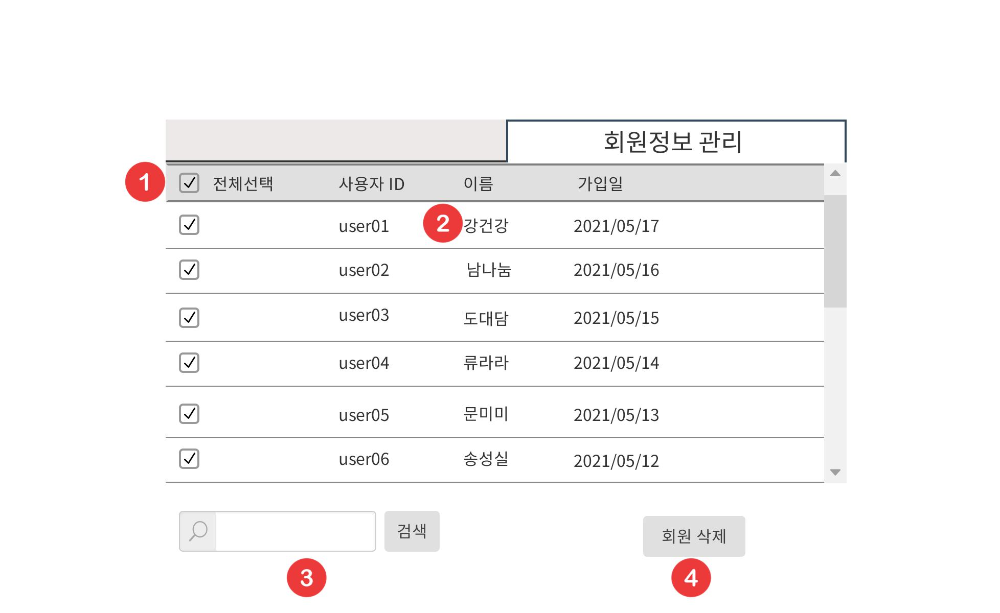 회원정보 관리
1 전체선택 사용자 ID 이름 가입일
user01 2 강건강 2021/05/17
user02 남나눔 2021/05/16
user03 도대담 2021/05/15
user04 류라라 2021/05/14
user05 문미미 2021/05/13
user06 송성실 2021/05/12
검색 회원 삭제
3 4